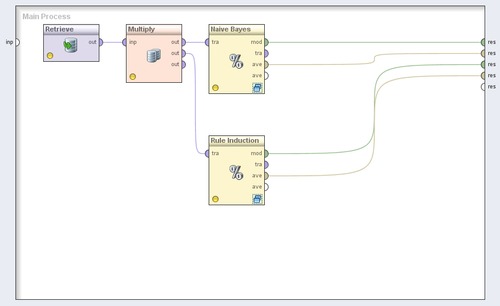 Main Process
Retrieve
Multiply
Naive Bayes
inp
out
inp
out
tra
mod
res
out
tra
res
out
ave
res
ave
res
res
Rule Induction
tra
mod
tra
ave
ave